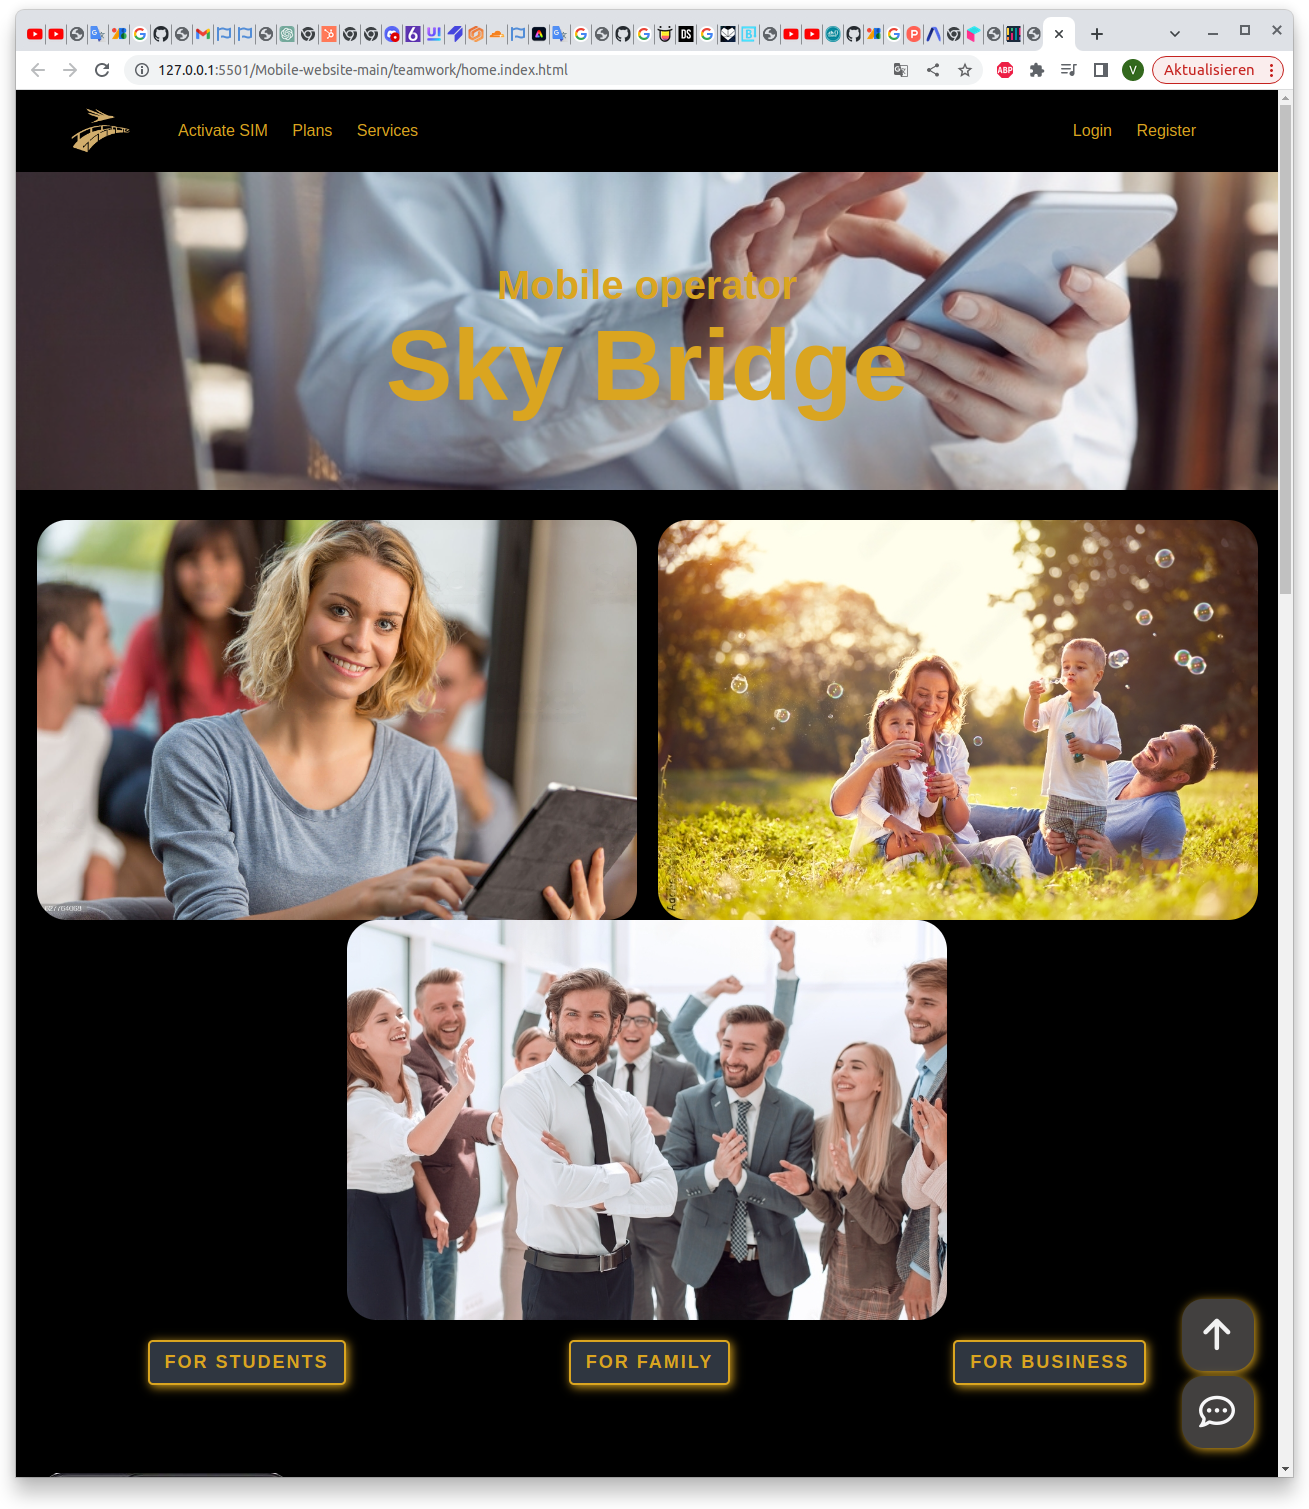 127.0.0.1:5501/Mobile-website-main/teamwork/home.index.html
ABP
V
Aktualisieren
Activate SIM
Plans
Services
Login
Register
Mobile operator
Sky Bridge
FOR STUDENTS
FOR FAMILY
FOR BUSINESS